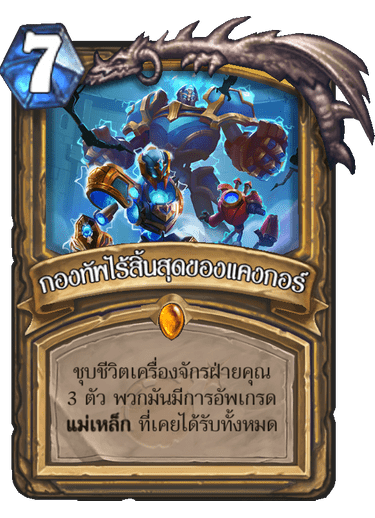 7
กองทัพไร้สิ้นสุดของแคงกอร์
ชุบชีวิตเครื่องจักรฝ่ายคุณ
3 ตัว พวกมันมีการอัพเกรด
แม่เหล็ก ที่เคยได้รับทั้งหมด